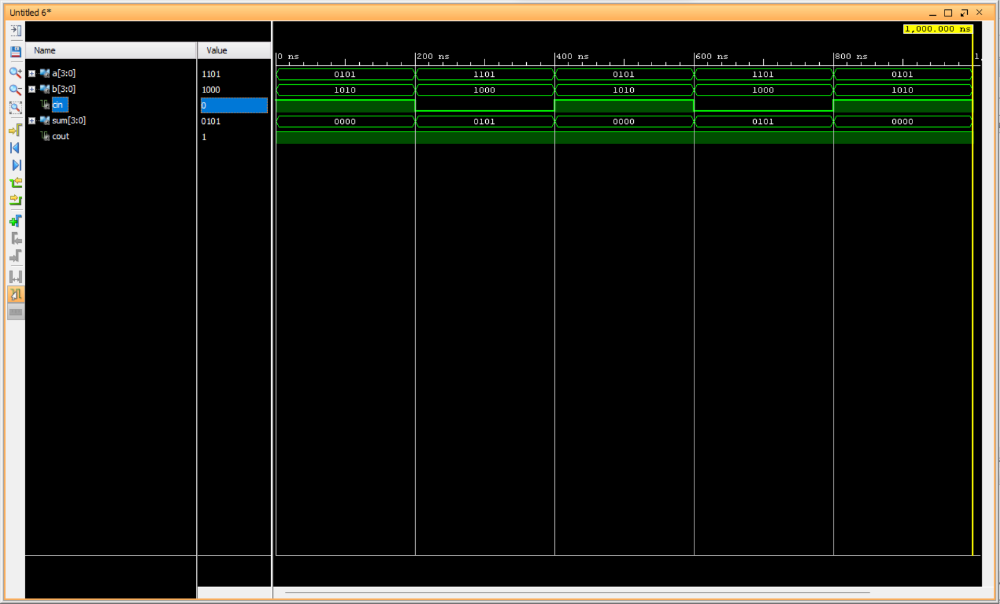 Untitled 6*
1,000.000 ns
Name Value
0 ns 200 ns 400 ns 600 ns 800 ns 1,
a[3:0] 1101 0101 1101 0101 1101 0101
b[3:0] 1000 1010 1000 1010 1000 1010
cin 0
sum[3:0] 0101 0000 0101 0000 0101 0000
cout 1